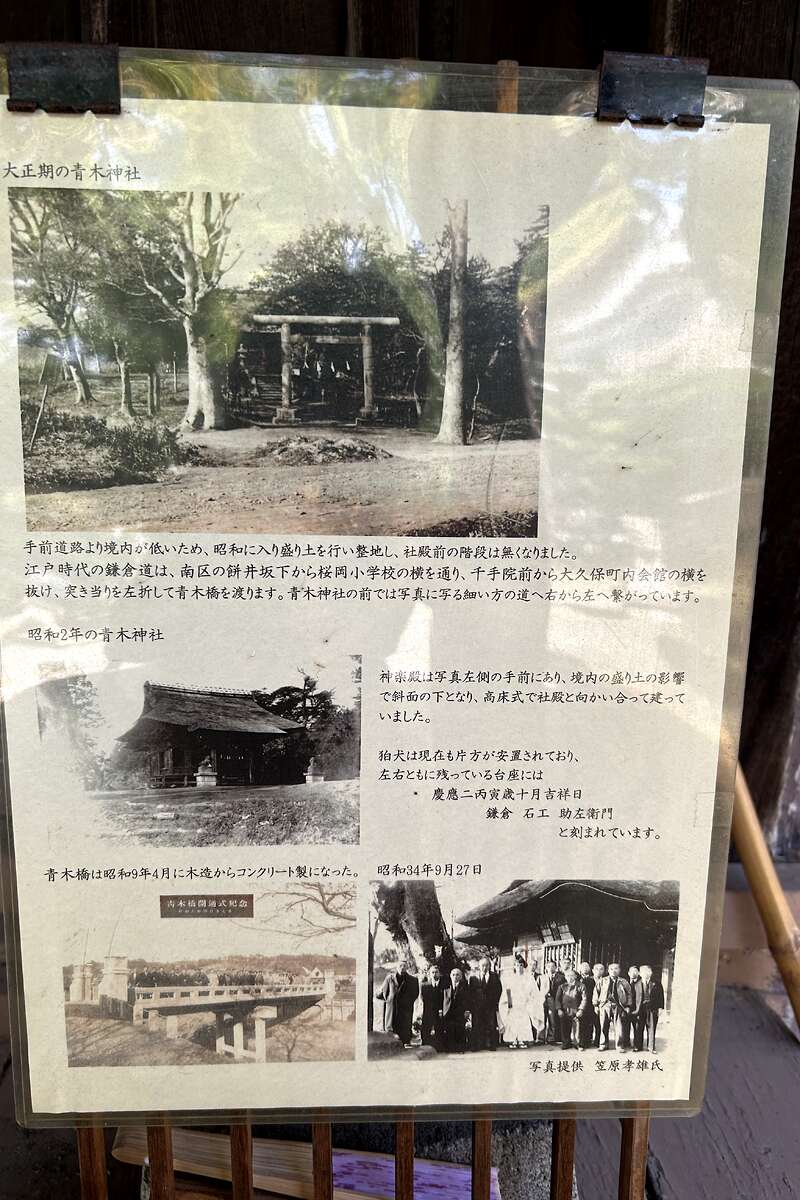 大正期の青木神社
手前道路より境内が低いため、昭和に入り盛り土を行い整地し、社殿前の階段は無くなりました。
江戸時代の鎌倉道は、南区の餅井坂下から桜岡小学校の横を通り、千手院前から大久保町内会館の横を
抜け、突き当りを左折して青木橋を渡ります。青木神社の前では写真に写る細い方の道へ右から左へ繋がっています。
昭和2年の青木神社
神楽殿は写真左側の手前にあり、境内の盛り土の影響
で斜面の下となり、高床式で社殿と向かい合って建って
いました。
狛犬は現在も片方が安置されており、
左右ともに残っている台座には
慶應二丙寅歳十月吉祥日
鎌倉 石工 助左衛門
と刻まれています。
青木橋は昭和9年4月に木造からコンクリート製になった。
昭和34年9月27日
青木橋開通式紀念
写真提供 笠原孝雄氏